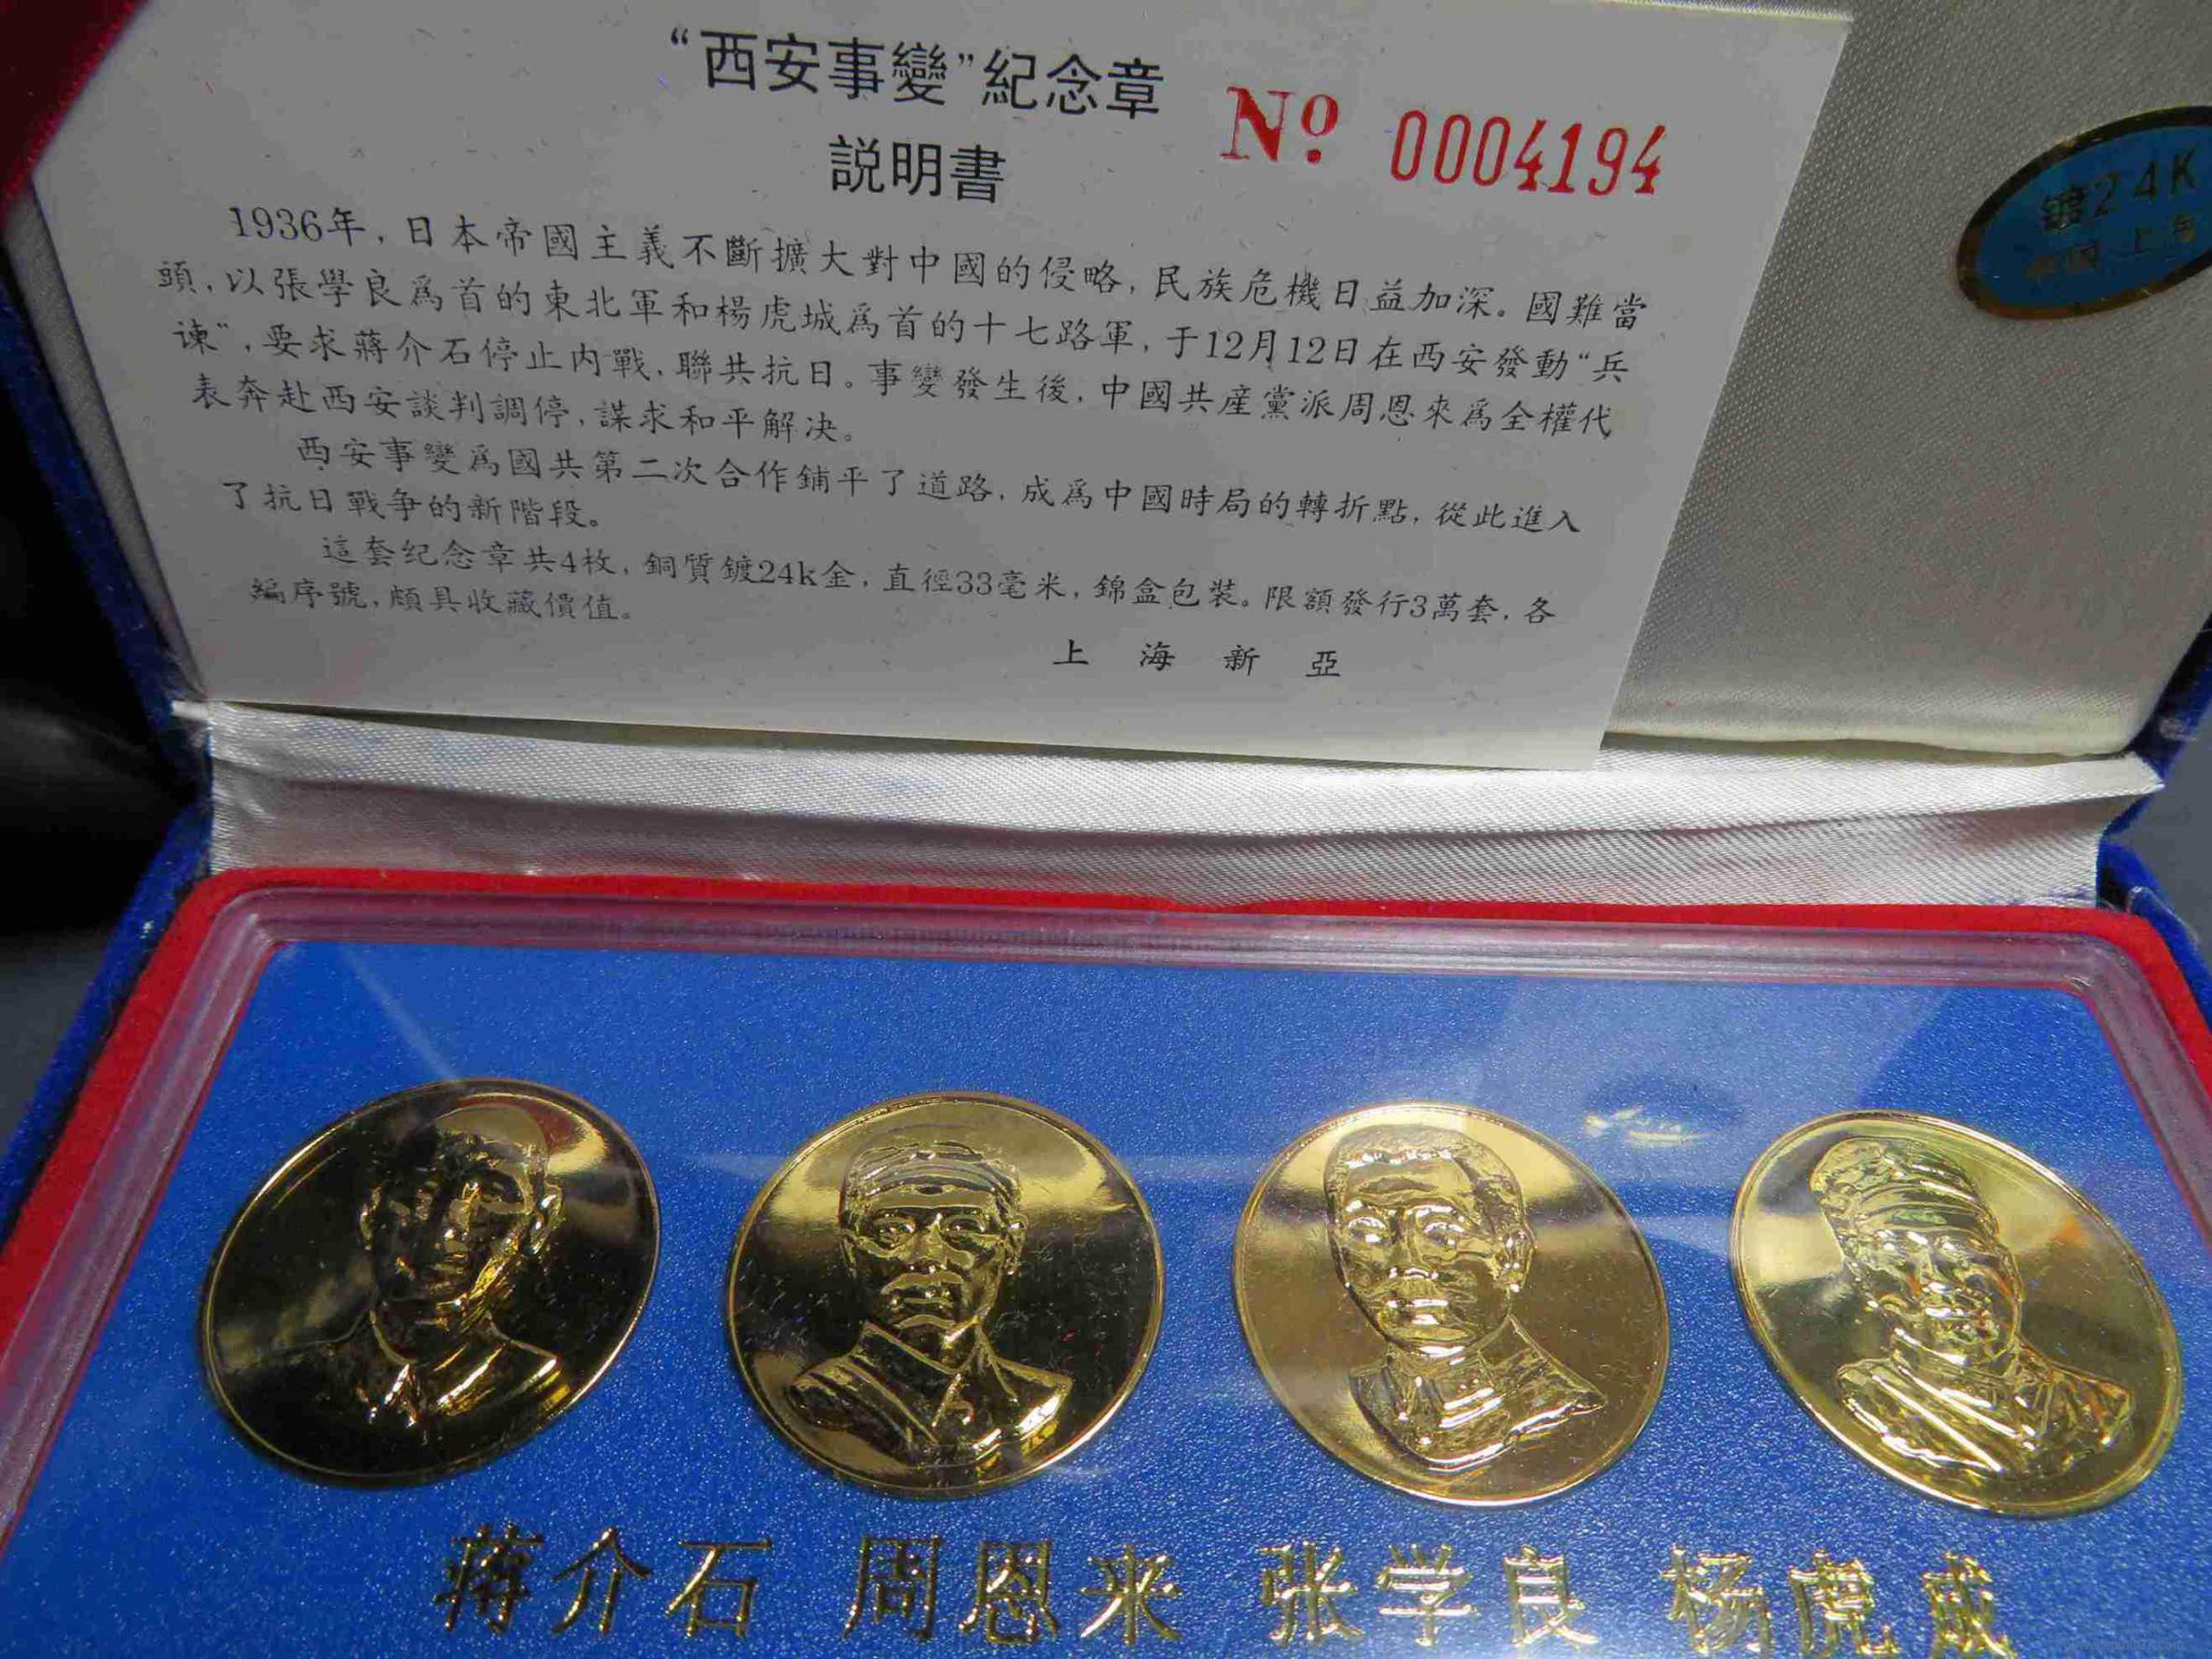 “西安事變”紀念章
説明書
№ 0004194
1936年，日本帝國主義不斷擴大對中國的侵略，民族危機日益加深。國難當
頭，以張學良爲首的東北軍和楊虎城爲首的十七路軍，于12月12日在西安發動“兵
諫”，要求蔣介石停止内戰，聯共抗日。事變發生後，中國共産黨派周恩來爲全權代
表奔赴西安談判調停，謀求和平解决。
西安事變爲國共第二次合作鋪平了道路，成爲中國時局的轉折點，從此進入
了抗日戰争的新階段。
這套纪念章共4枚，銅質鍍24k金，直徑33毫米，錦盒包裝。限額發行3萬套，各
編序號，頗具收藏價值。
上海新亞
鍍24K
中國 上海
蒋介石 周恩来 张学良 杨虎成